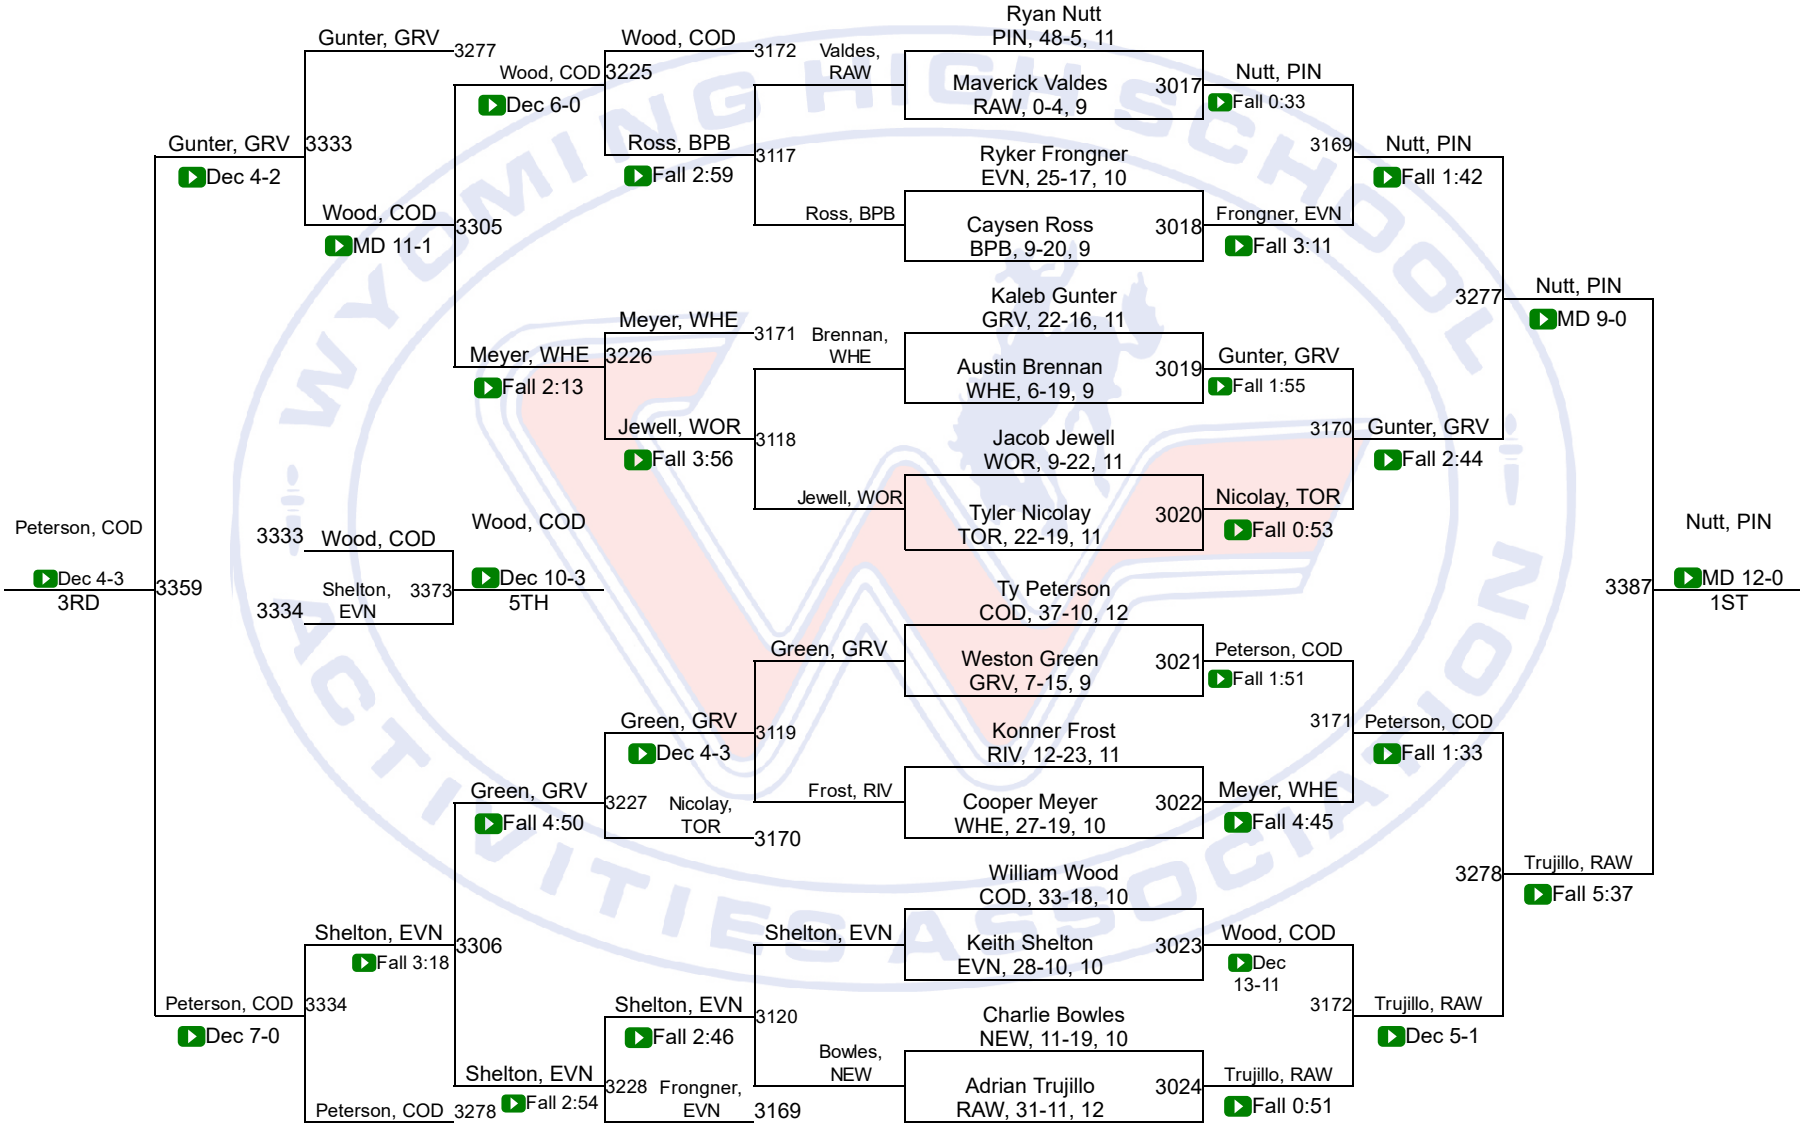 Ryan Nutt
PIN, 48-5, 11
Gunter, GRV
3277
Wood, COD
3172
Valdes,
RAW
Wood, COD
3225
Dec 6-0
Maverick Valdes
RAW, 0-4, 9
3017
Nutt, PIN
Fall 0:33
Gunter, GRV
3333
Dec 4-2
Ross, BPB
3117
Fall 2:59
Ryker Frongner
EVN, 25-17, 10
3169
Nutt, PIN
Fall 1:42
Wood, COD
3305
MD 11-1
Ross, BPB
Caysen Ross
BPB, 9-20, 9
3018
Frongner, EVN
Fall 3:11
Kaleb Gunter
GRV, 22-16, 11
3277
Nutt, PIN
MD 9-0
Meyer, WHE
3171
Brennan,
WHE
Meyer, WHE
3226
Fall 2:13
Austin Brennan
WHE, 6-19, 9
3019
Gunter, GRV
Fall 1:55
Jewell, WOR
3118
Fall 3:56
Jacob Jewell
WOR, 9-22, 11
3170
Gunter, GRV
Fall 2:44
Jewell, WOR
Tyler Nicolay
TOR, 22-19, 11
3020
Nicolay, TOR
Fall 0:53
Peterson, COD
Dec 4-3
3RD
3359
3333
Wood, COD
Shelton,
EVN
3334
3373
Wood, COD
Dec 10-3
5TH
Nutt, PIN
3387
MD 12-0
1ST
Ty Peterson
COD, 37-10, 12
Green, GRV
Weston Green
GRV, 7-15, 9
3021
Peterson, COD
Fall 1:51
Green, GRV
3119
Dec 4-3
Konner Frost
RIV, 12-23, 11
3171
Peterson, COD
Fall 1:33
Green, GRV
3227
Fall 4:50
Nicolay,
TOR
3170
Frost, RIV
Cooper Meyer
WHE, 27-19, 10
3022
Meyer, WHE
Fall 4:45
William Wood
COD, 33-18, 10
3278
Trujillo, RAW
Fall 5:37
Shelton, EVN
3306
Fall 3:18
Shelton, EVN
Keith Shelton
EVN, 28-10, 10
3023
Wood, COD
Dec
13-11
Peterson, COD
3334
Dec 7-0
Shelton, EVN
3120
Fall 2:46
Charlie Bowles
NEW, 11-19, 10
3172
Trujillo, RAW
Dec 5-1
Shelton, EVN
3228
Fall 2:54
Frongner,
EVN
3169
Bowles,
NEW
Adrian Trujillo
RAW, 31-11, 12
3024
Trujillo, RAW
Fall 0:51
Peterson, COD
3278
WYOMING HIGH SCHOOL
ACTIVITIES ASSOCIATION